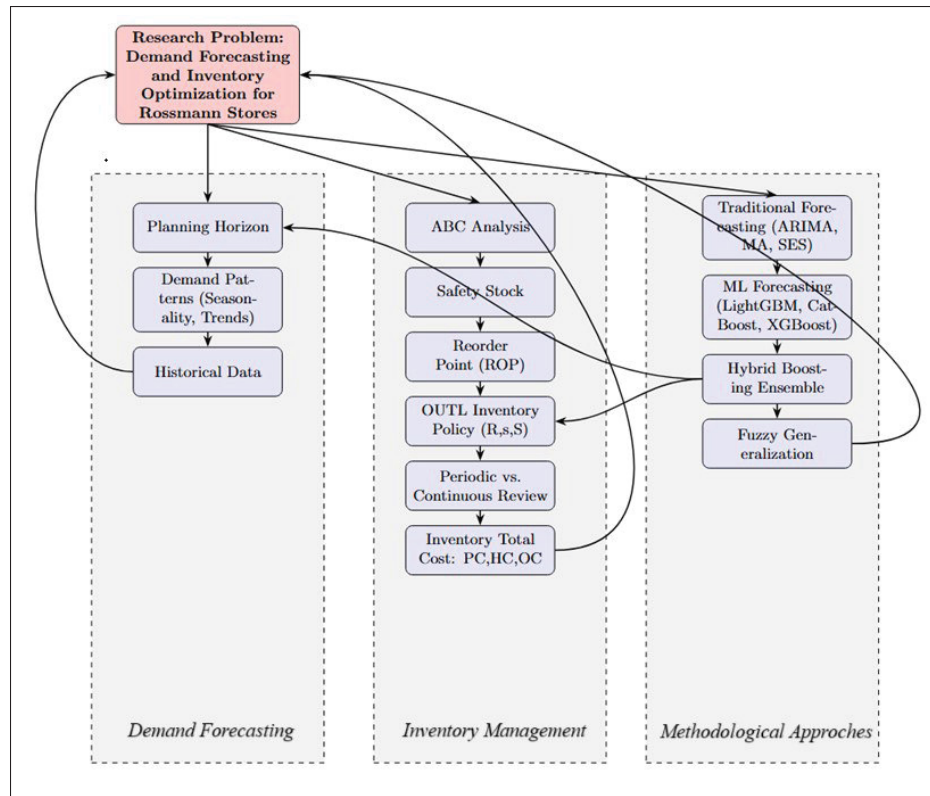 Research Problem:
Demand Forecasting
and Inventory
Optimization for
Rossmann Stores
Planning Horizon
Demand Pat-
terns (Season-
ality, Trends)
Historical Data
Demand Forecasting
ABC Analysis
Safety Stock
Reorder
Point (ROP)
OUTL Inventory
Policy (R,s,S)
Periodic vs.
Continuous Review
Inventory Total
Cost: PC,HC,OC
Inventory Management
Traditional Fore-
casting (ARIMA,
MA, SES)
ML Forecasting
(LightGBM, Cat-
Boost, XGBoost)
Hybrid Boost-
ing Ensemble
Fuzzy Gen-
eralization
Methodological Approches